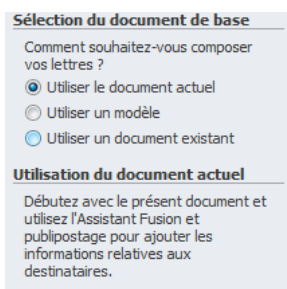 Sélection du document de base
Comment souhaitez-vous composer
vos lettres ?
Utiliser le document actuel
Utiliser un modèle
Utiliser un document existant
Utilisation du document actuel
Débutez avec le présent document et
utilisez l'Assistant Fusion et
publipostage pour ajouter les
informations relatives aux
destinataires.